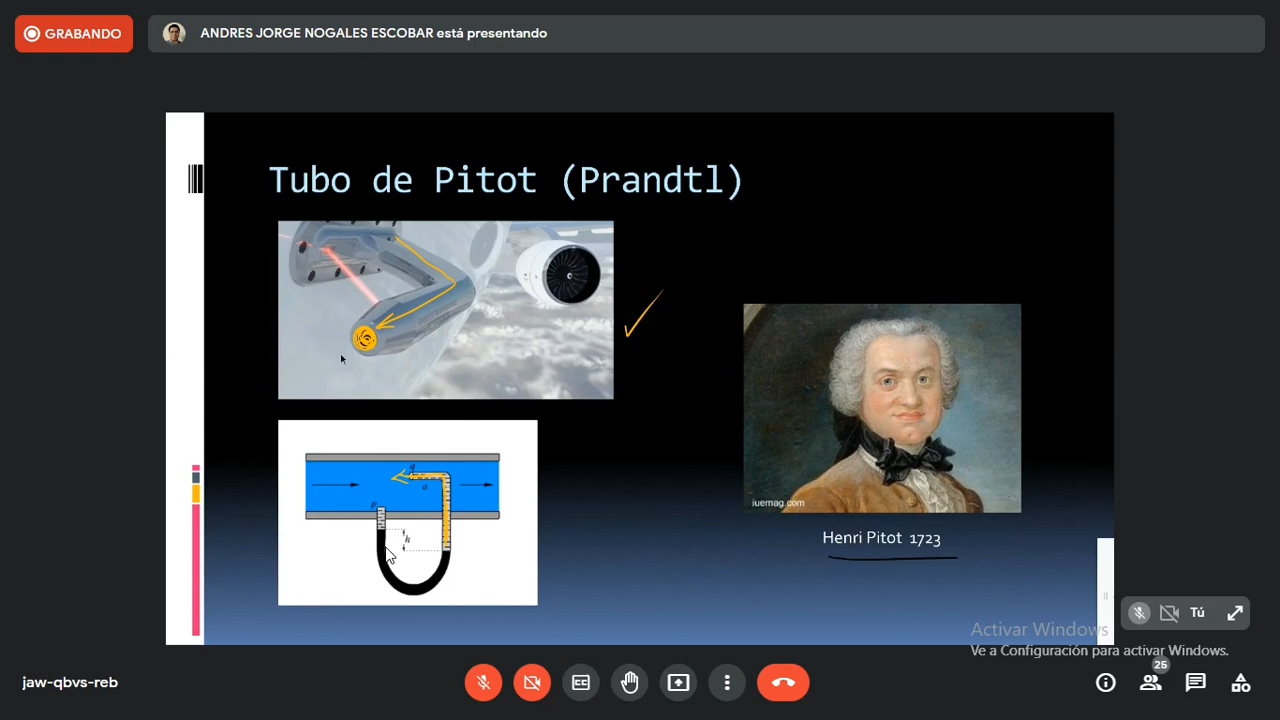 GRABANDO
ANDRES JORGE NOGALES ESCOBAR está presentando
Tubo de Pitot (Prandtl)
q
a
p
h
iuemag.com
Henri Pitot 1723
Tú
Activar Windows
Ve a Configuración para activar Windows.
jaw-qbvs-reb
CC
25